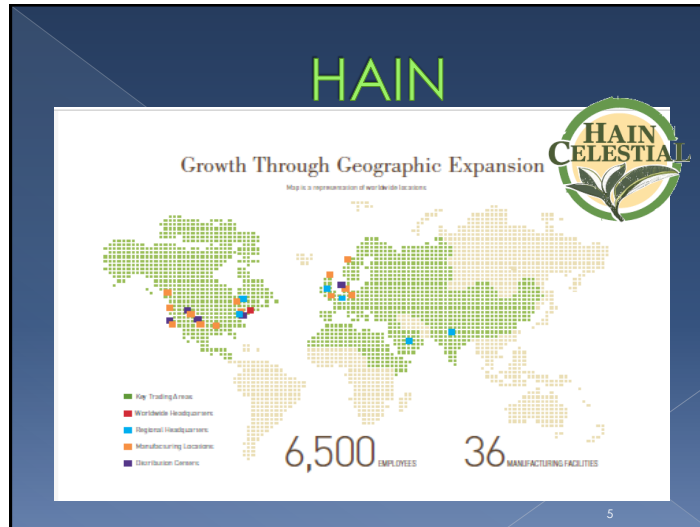 HAIN
HAIN
CELESTIAL
Growth Through Geographic Expansion
Map is a representation of worldwide locations
Key Trading Areas
Worldwide Headquarters
Regional Headquarters
Manufacturing Locations
Distribution Centers
6,500 EMPLOYEES
36 MANUFACTURING FACILITIES
5